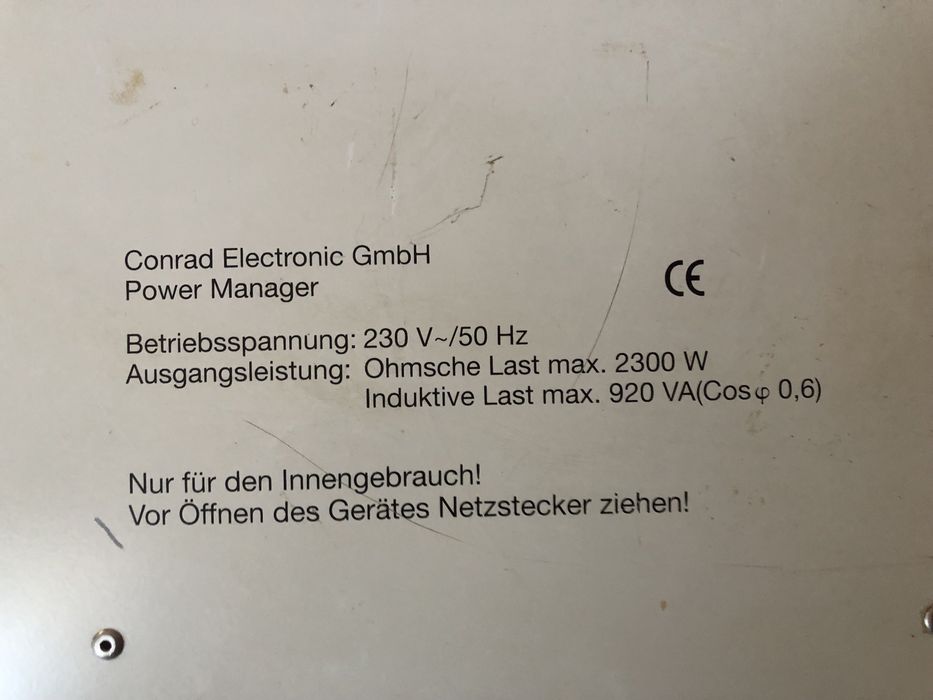 Conrad Electronic GmbH
Power Manager
CE
Betriebsspannung: 230 V~/50 Hz
Ausgangsleistung: Ohmsche Last max. 2300 W
Induktive Last max. 920 VA(Cosφ 0,6)
Nur für den Innengebrauch!
Vor Öffnen des Gerätes Netzstecker ziehen!